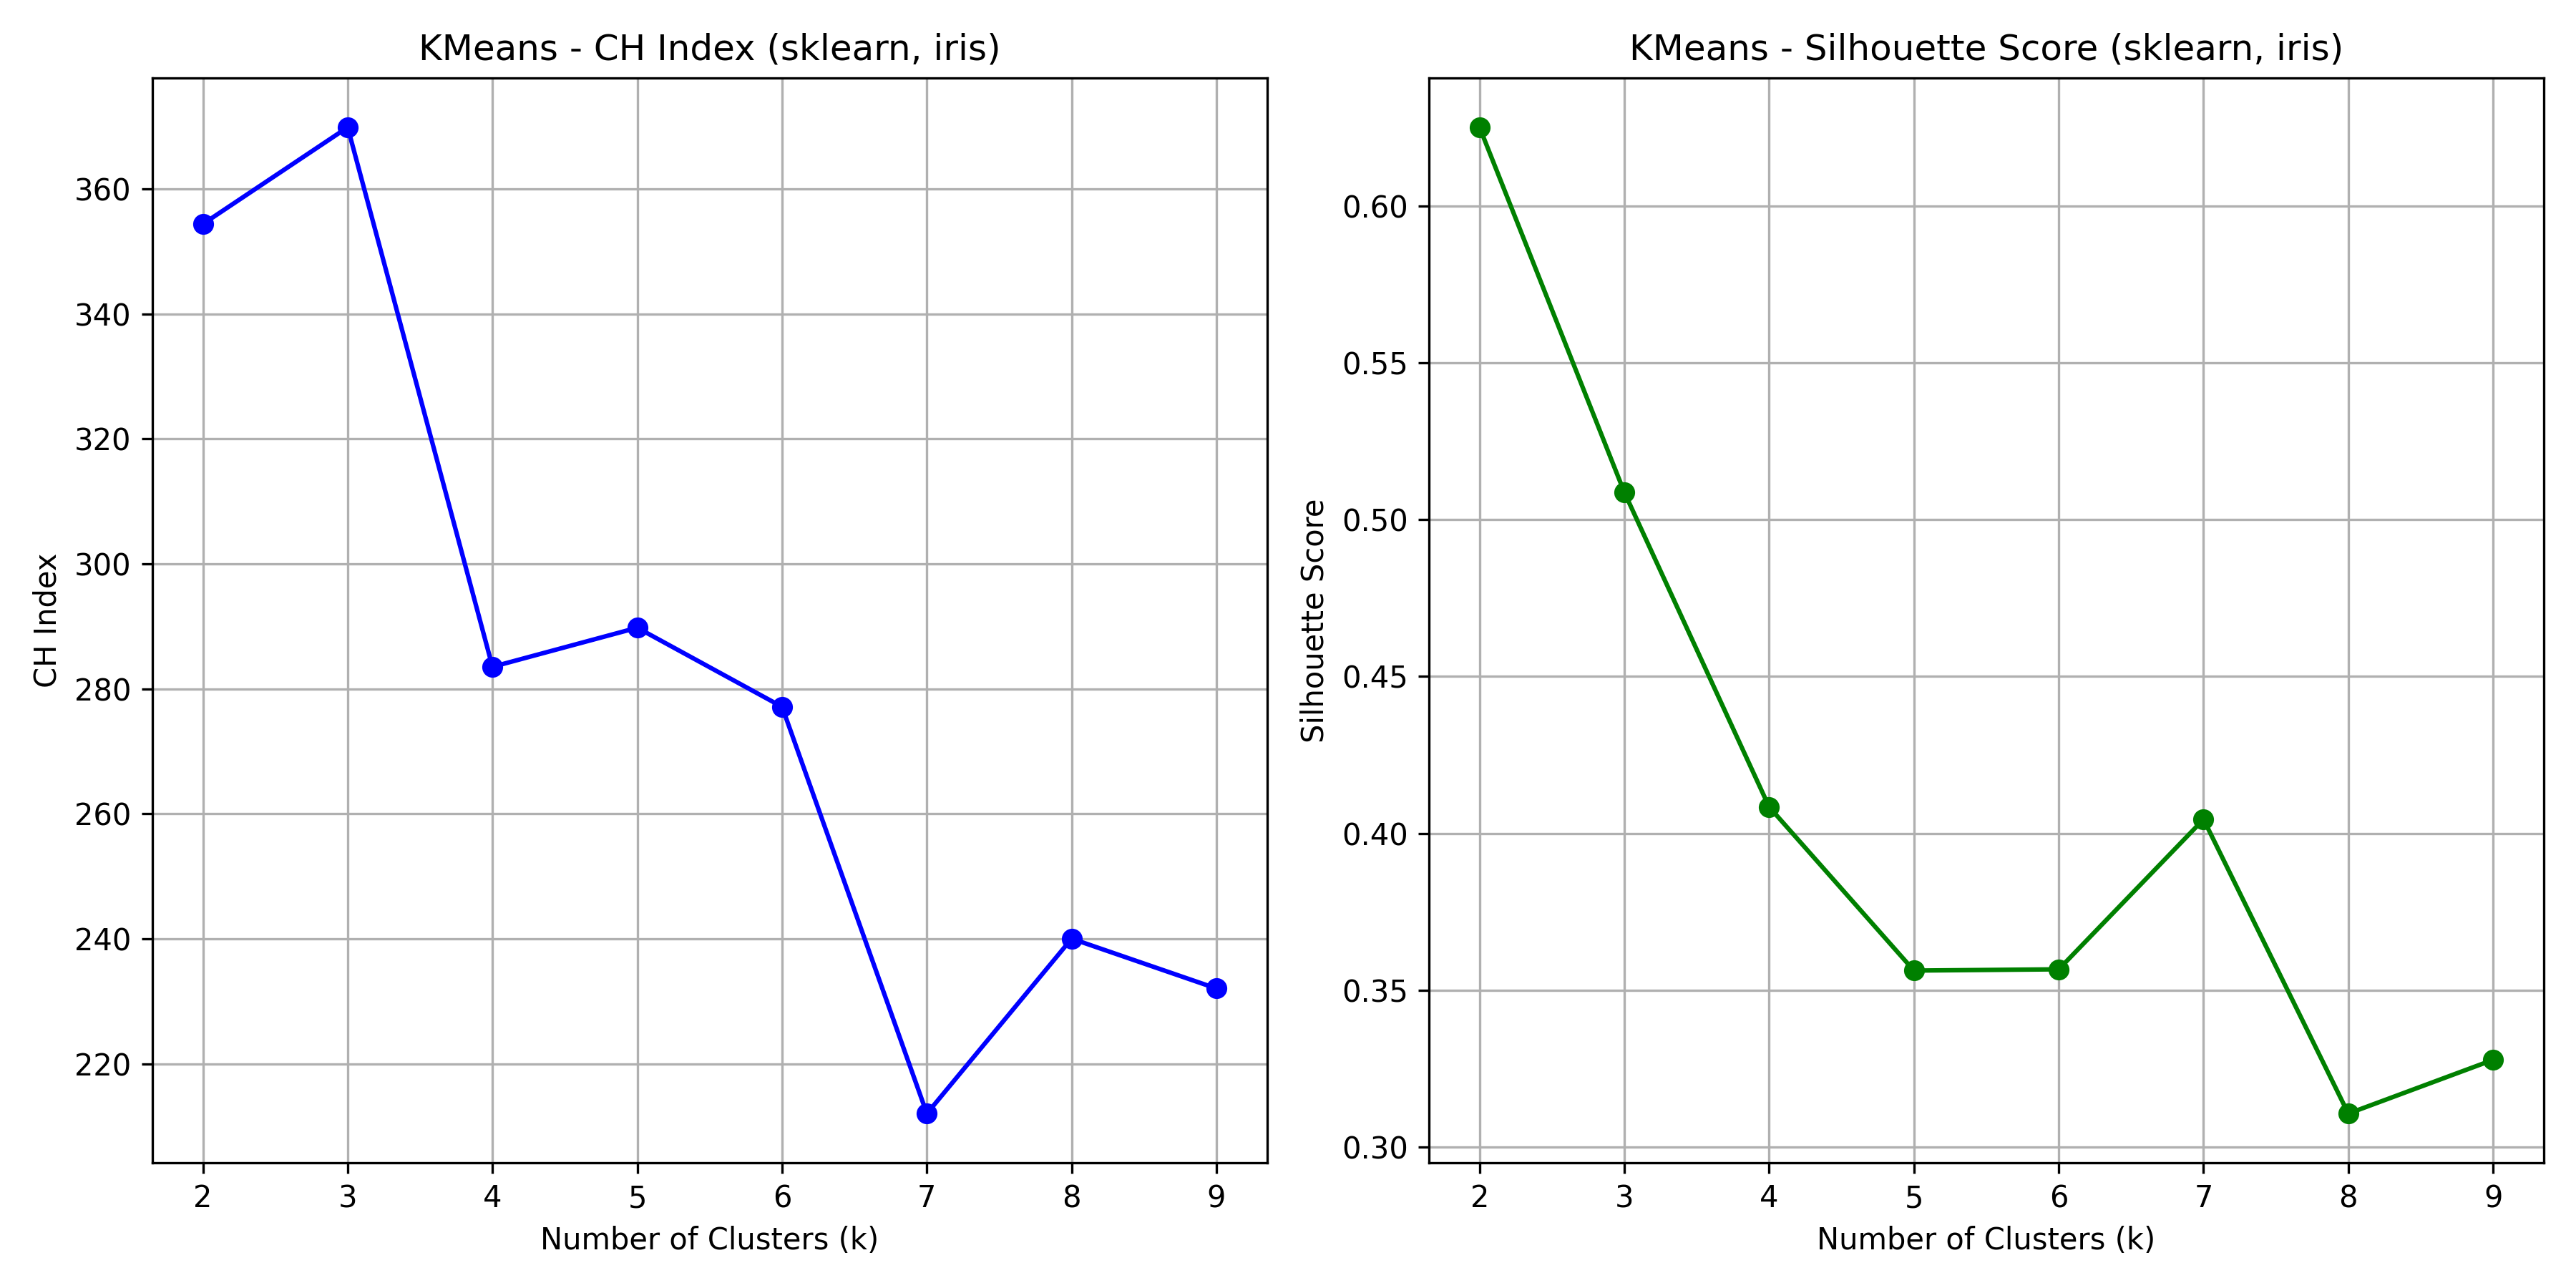 KMeans - CH Index (sklearn, iris)
CH Index
360
340
320
300
280
260
240
220
2 3 4 5 6 7 8 9
Number of Clusters (k)
KMeans - Silhouette Score (sklearn, iris)
Silhouette Score
0.60
0.55
0.50
0.45
0.40
0.35
0.30
2 3 4 5 6 7 8 9
Number of Clusters (k)